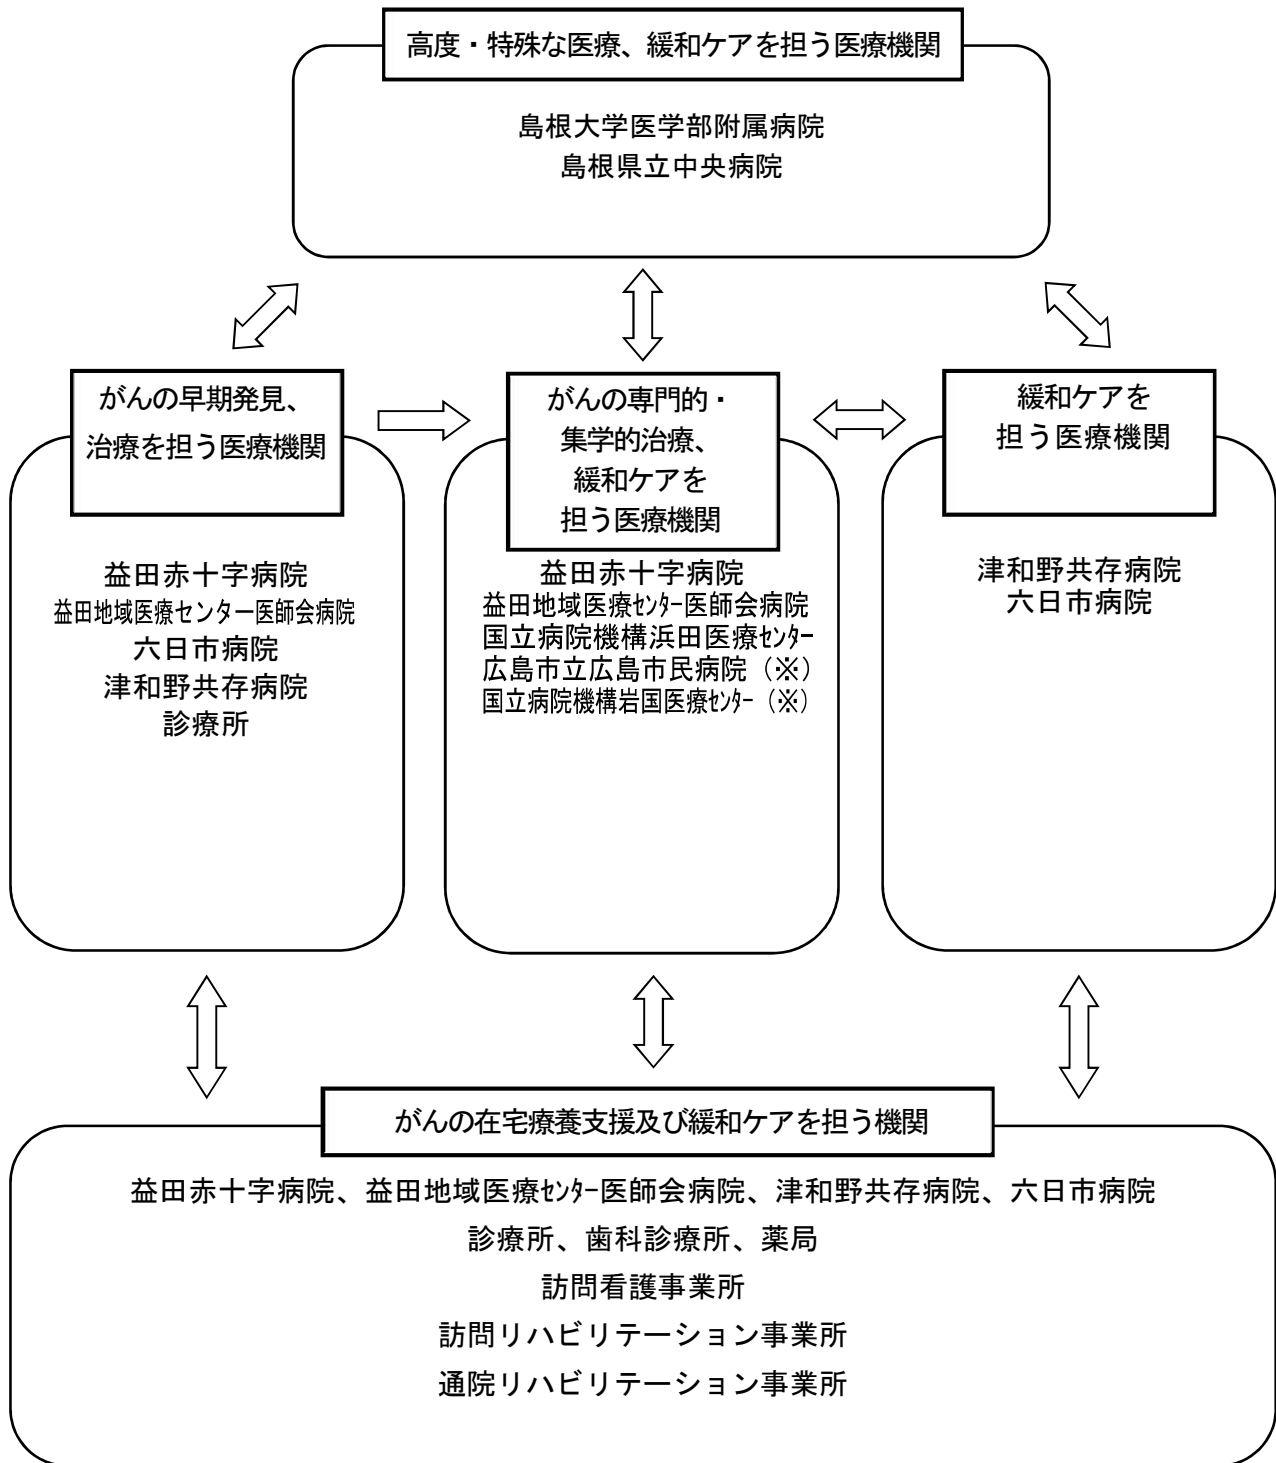 高度・特殊な医療、緩和ケアを担う医療機関
島根大学医学部附属病院
島根県立中央病院
がんの早期発見、
治療を担う医療機関
益田赤十字病院
益田地域医療センター医師会病院
六日市病院
津和野共存病院
診療所
がんの専門的・
集学的治療、
緩和ケアを
担う医療機関
益田赤十字病院
益田地域医療ｾﾝﾀｰ医師会病院
国立病院機構浜田医療ｾﾝﾀｰ
広島市立広島市民病院（※）
国立病院機構岩国医療ｾﾝﾀｰ（※）
緩和ケアを
担う医療機関
津和野共存病院
六日市病院
がんの在宅療養支援及び緩和ケアを担う機関
益田赤十字病院、益田地域医療ｾﾝﾀｰ医師会病院、津和野共存病院、六日市病院
診療所、歯科診療所、薬局
訪問看護事業所
訪問リハビリテーション事業所
通院リハビリテーション事業所